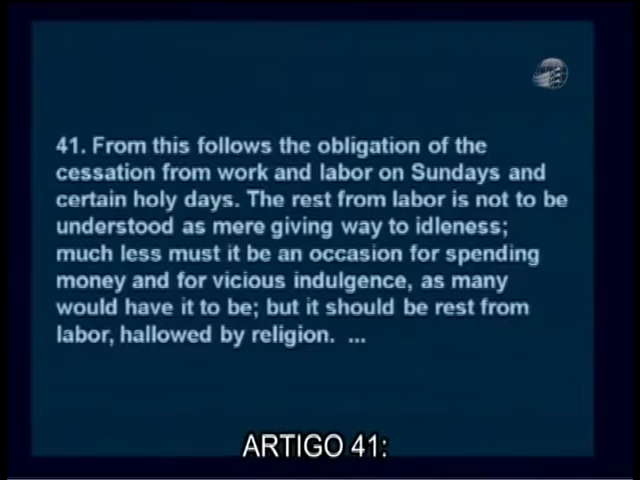 41. From this follows the obligation of the
cessation from work and labor on Sundays and
certain holy days. The rest from labor is not to be
understood as mere giving way to idleness;
much less must it be an occasion for spending
money and for vicious indulgence, as many
would have it to be; but it should be rest from
labor, hallowed by religion. ...
ARTIGO 41: